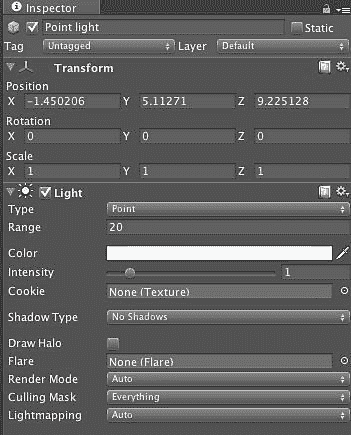 Inspector
Point light Static
Tag Untagged Layer Default
Transform
Position
X -1.450206 Y 5.11271 Z 9.225128
Rotation
X 0 Y 0 Z 0
Scale
X 1 Y 1 Z 1
Light
Type Point
Range 20
Color
Intensity 1
Cookie None (Texture)
Shadow Type No Shadows
Draw Halo
Flare None (Flare)
Render Mode Auto
Culling Mask Everything
Lightmapping Auto